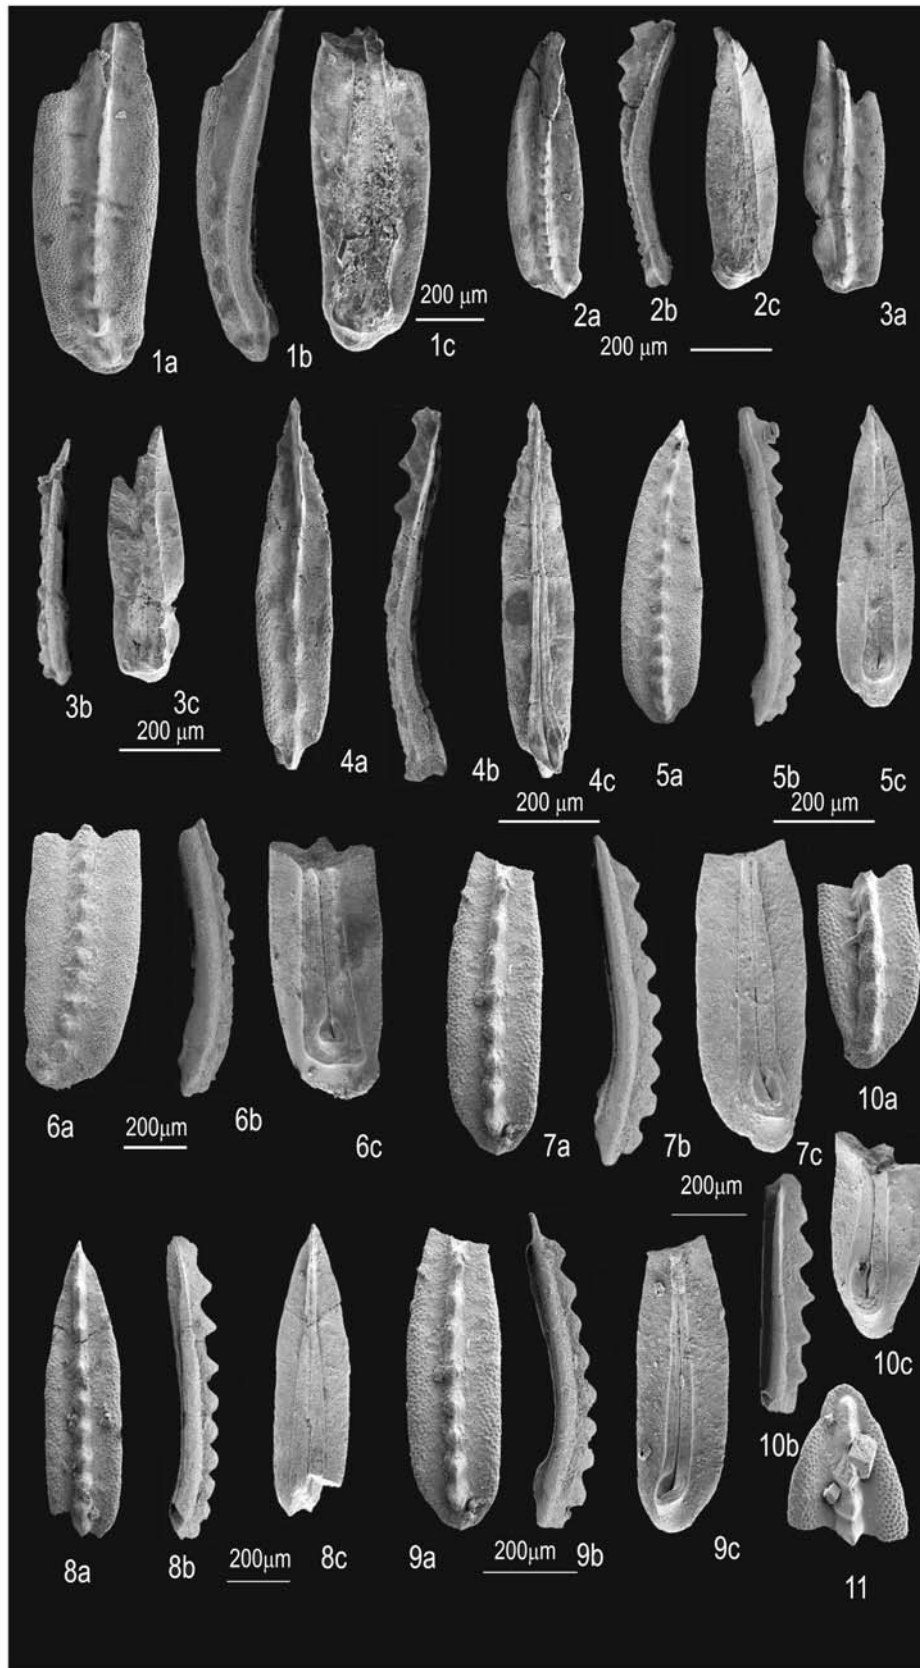 1a 1b 200 μm 1c 2a 2b 2c 3a
200 μm
3b 3c 4a 4b 4c 5a 5b 5c
200 μm 200 μm 200 μm
6a 200μm 6b 6c 7a 7b 7c 10a
200μm
10b 10c
8a 8b 200μm 8c 9a 200μm 9b 9c 11